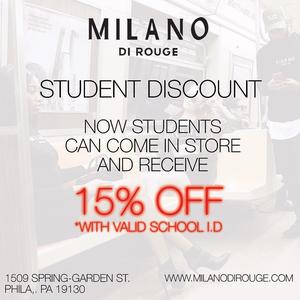 MILANO
DI ROUGE
STUDENT DISCOUNT
NOW STUDENTS
CAN COME IN STORE
AND RECEIVE
15% OFF
*WITH VALID SCHOOL I.D
1509 SPRING-GARDEN ST.
PHILA,. PA 19130
WWW.MILANODIROUGE.COM